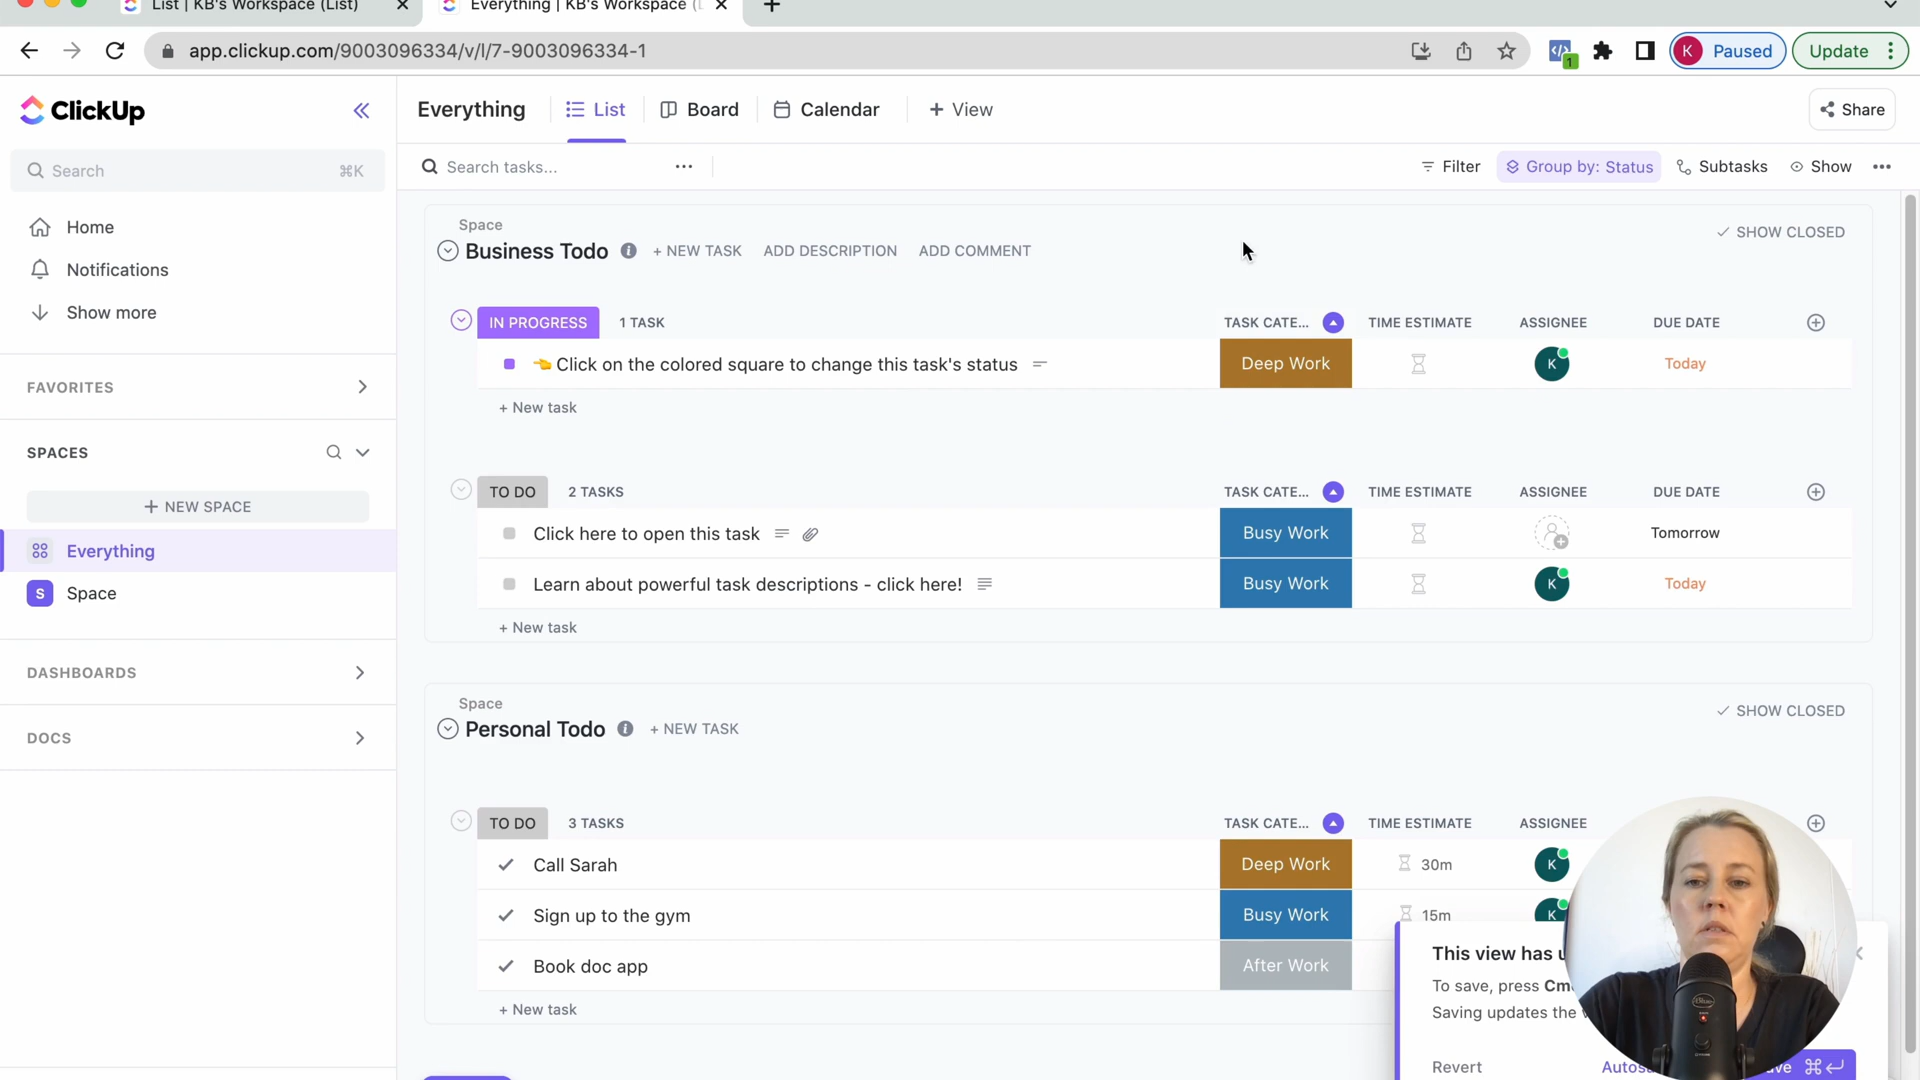 List | KB's Workspace (List)
Everything | KB's Workspace
app.clickup.com/9003096334/v/l/7-9003096334-1
1
K Paused
Update
ClickUp
Search ⌘K
Home
Notifications
Show more
FAVORITES
SPACES
+ NEW SPACE
Everything
S Space
DASHBOARDS
DOCS
Everything List Board Calendar + View
Share
Search tasks...
Filter Group by: Status Subtasks Show
Space
Business Todo + NEW TASK ADD DESCRIPTION ADD COMMENT
SHOW CLOSED
IN PROGRESS 1 TASK TASK CATE... TIME ESTIMATE ASSIGNEE DUE DATE
👈 Click on the colored square to change this task's status Deep Work K Today
+ New task
TO DO 2 TASKS TASK CATE... TIME ESTIMATE ASSIGNEE DUE DATE
Click here to open this task Busy Work Tomorrow
Learn about powerful task descriptions - click here! Busy Work K Today
+ New task
Space
Personal Todo + NEW TASK
SHOW CLOSED
TO DO 3 TASKS TASK CATE... TIME ESTIMATE ASSIGNEE
Call Sarah Deep Work 30m K
Sign up to the gym Busy Work 15m K
Book doc app After Work
+ New task
This view has
To save, press
Saving updates the
Revert ⌘↵